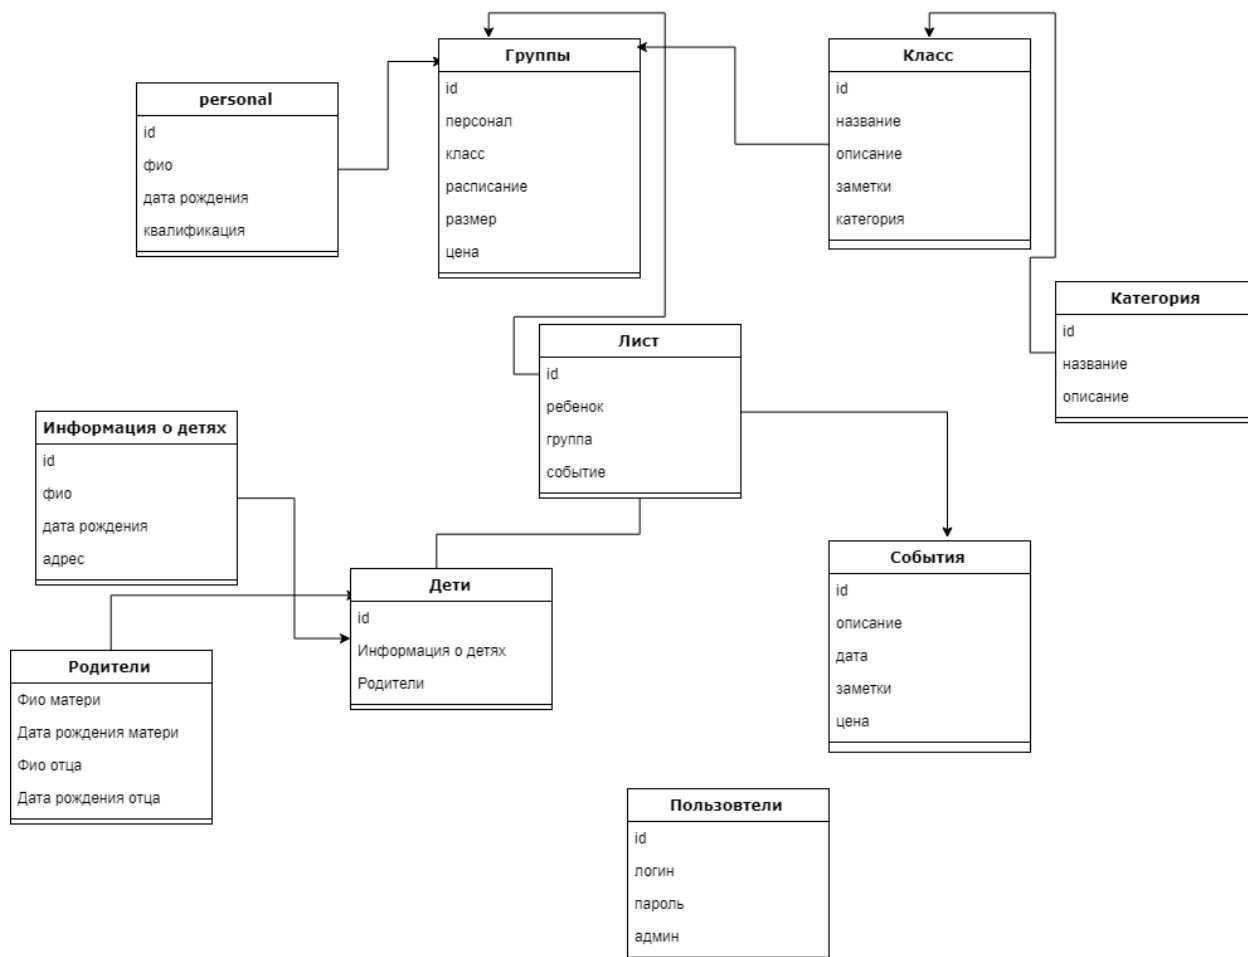 Группы
id
персонал
класс
расписание
размер
цена
Класс
id
название
описание
заметки
категория
personal
id
фио
дата рождения
квалификация
Категория
id
название
описание
Лист
id
ребенок
группа
событие
Информация о детях
id
фио
дата рождения
адрес
События
id
описание
дата
заметки
цена
Дети
id
Информация о детях
Родители
Родители
Фио матери
Дата рождения матери
Фио отца
Дата рождения отца
Пользовтели
id
логин
пароль
админ